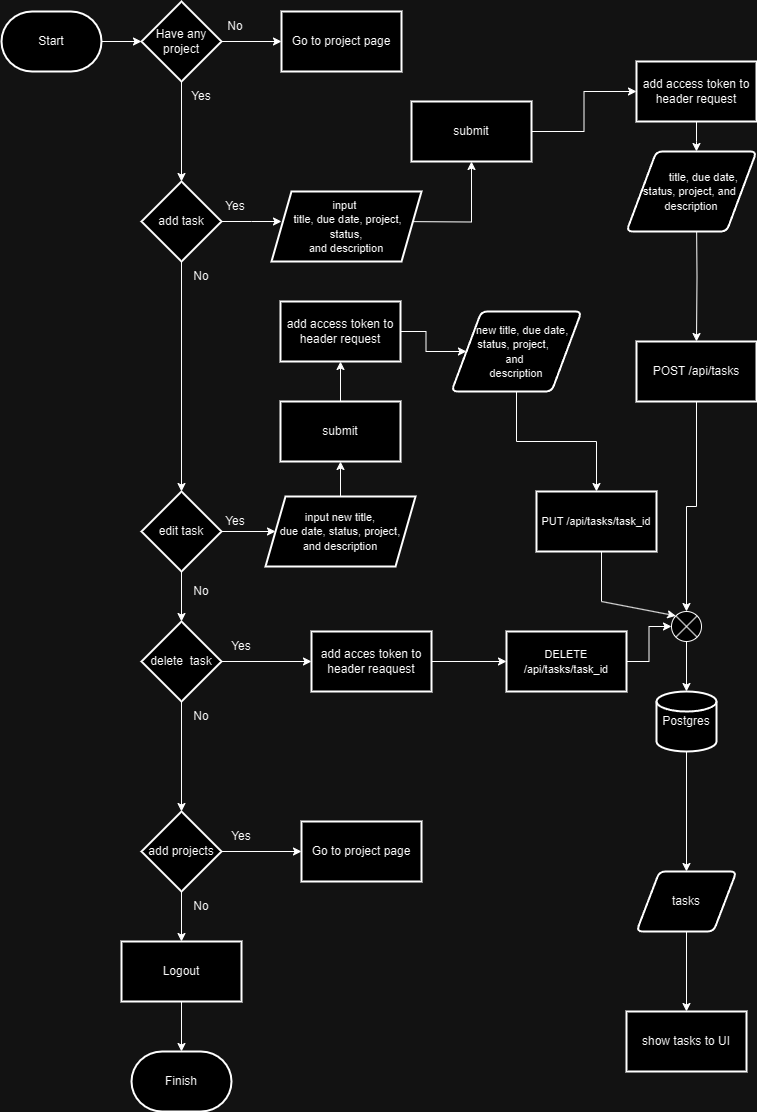 Start
Have any
project
No
Go to project page
Yes
add access token to
header request
submit
title, due date,
status, project, and
description
add task
Yes
input
title, due date, project,
status,
and description
No
add access token to
header request
new title, due date,
status, project,
and
description
POST /api/tasks
submit
edit task
Yes
input new title,
due date, status, project,
and description
PUT /api/tasks/task_id
No
delete task
Yes
add acces token to
header reaquest
DELETE
/api/tasks/task_id
No
Postgres
add projects
Yes
Go to project page
tasks
No
Logout
show tasks to UI
Finish